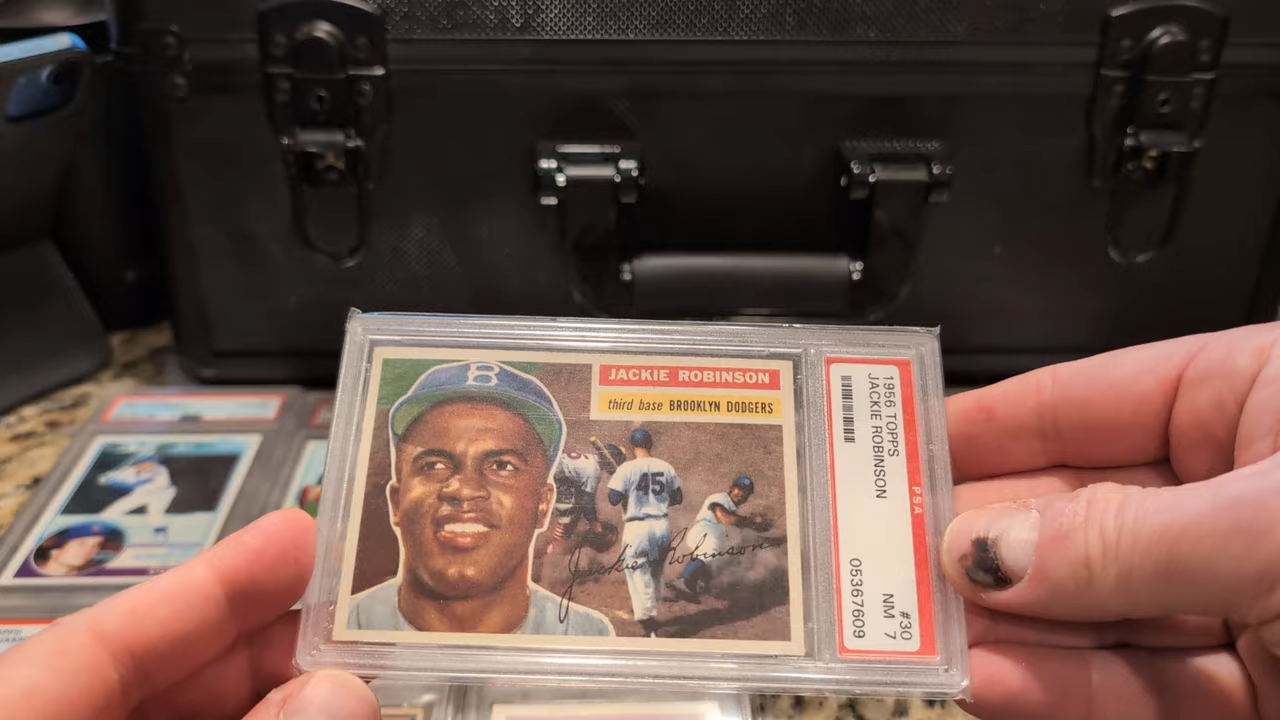 B
JACKIE ROBINSON
third base BROOKLYN DODGERS
45
Jackie Robinson
1956 TOPPS
JACKIE ROBINSON
#30
NM 7
05367609
PSA